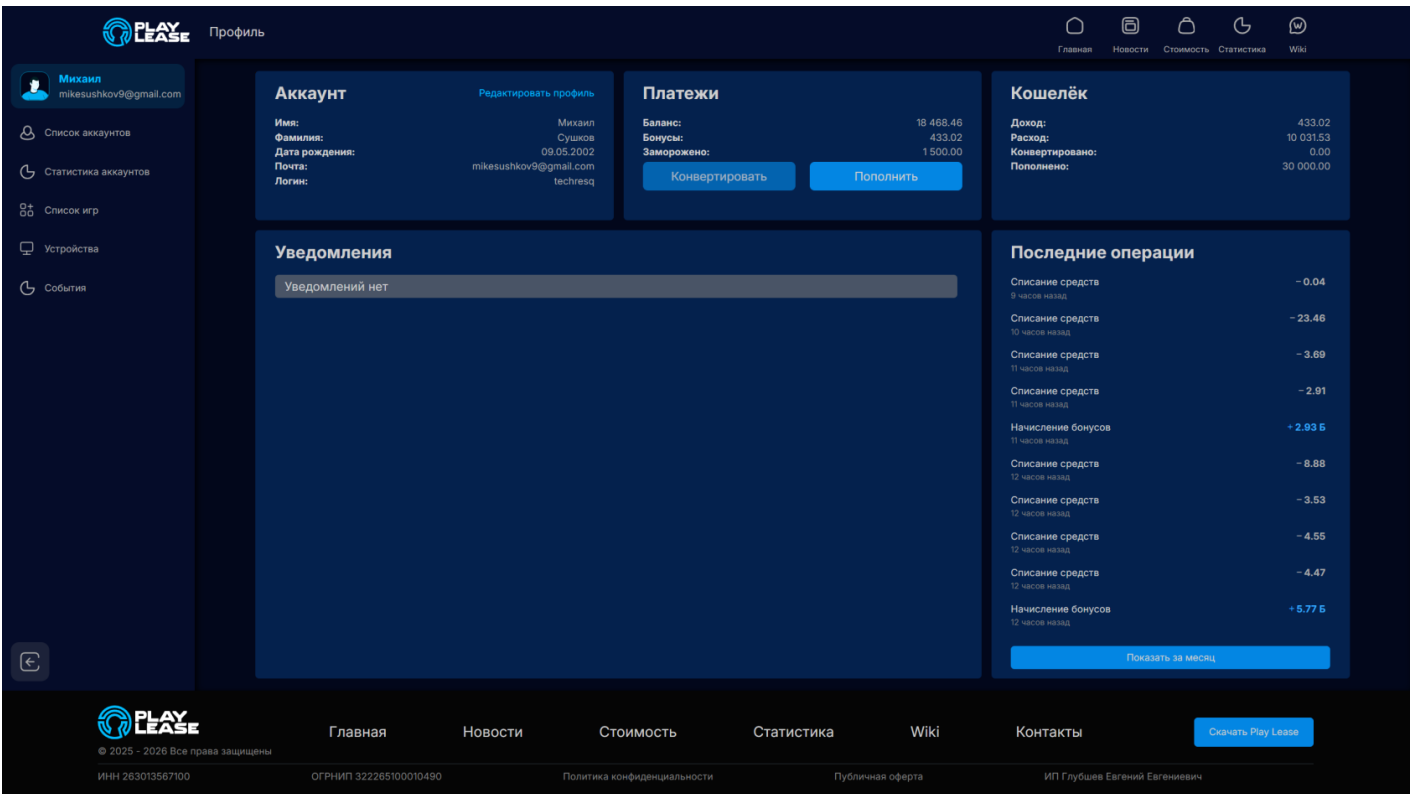 PLAY LEASE
Профиль
Главная
Новости
Стоимость
Статистика
Wiki
Михаил
mikesushkov9@gmail.com
Список аккаунтов
Статистика аккаунтов
Список игр
Устройства
События
Аккаунт
Редактировать профиль
Имя: Михаил
Фамилия: Сушков
Дата рождения: 09.05.2002
Почта: mikesushkov9@gmail.com
Логин: techresq
Платежи
Баланс: 18 468.46
Бонусы: 433.02
Заморожено: 1 500.00
Конвертировать
Пополнить
Кошелёк
Доход: 433.02
Расход: 10 031.53
Конвертировано: 0.00
Пополнено: 30 000.00
Уведомления
Уведомлений нет
Последние операции
Списание средств − 0.04
9 часов назад
Списание средств − 23.46
10 часов назад
Списание средств − 3.69
11 часов назад
Списание средств − 2.91
11 часов назад
Начисление бонусов + 2.93 Б
11 часов назад
Списание средств − 8.88
12 часов назад
Списание средств − 3.53
12 часов назад
Списание средств − 4.55
12 часов назад
Списание средств − 4.47
12 часов назад
Начисление бонусов + 5.77 Б
12 часов назад
Показать за месяц
PLAY LEASE
© 2025 - 2026 Все права защищены
Главная
Новости
Стоимость
Статистика
Wiki
Контакты
Скачать Play Lease
ИНН 263013567100
ОГРНИП 322265100010490
Политика конфиденциальности
Публичная оферта
ИП Глубшев Евгений Евгениевич